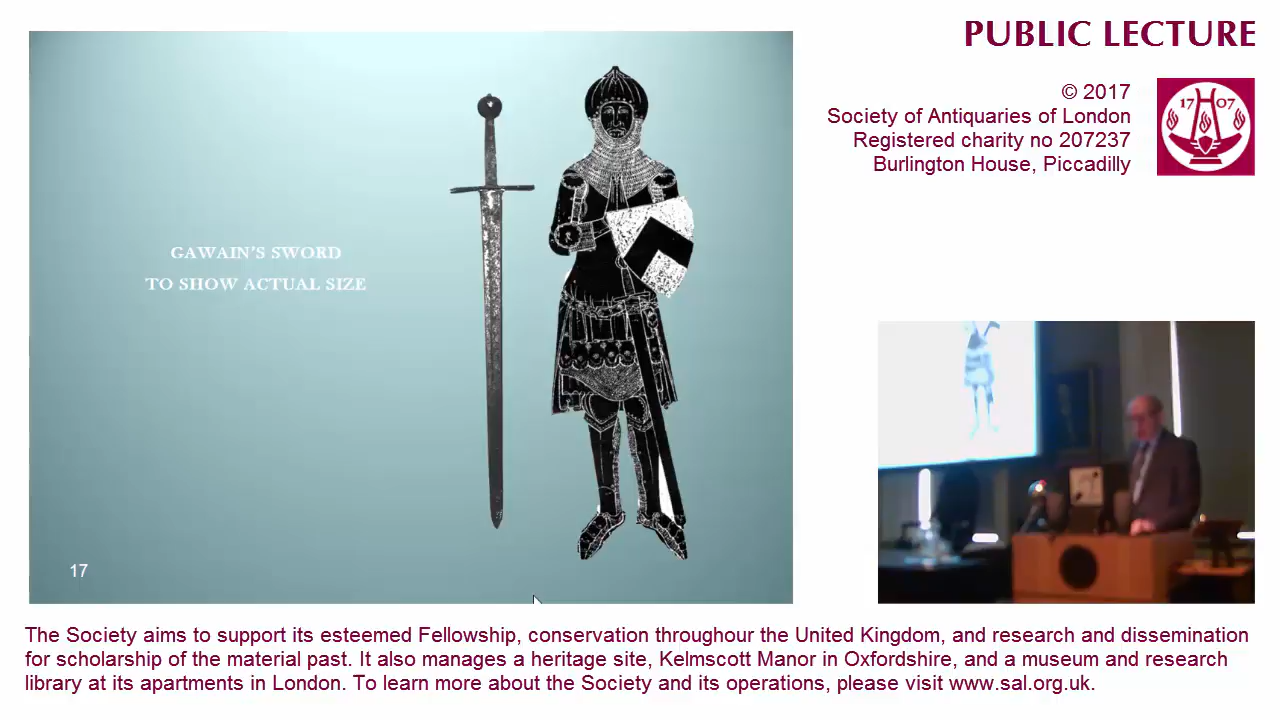 PUBLIC LECTURE
© 2017
Society of Antiquaries of London
Registered charity no 207237
Burlington House, Piccadilly
17 07
GAWAIN'S SWORD
TO SHOW ACTUAL SIZE
17
The Society aims to support its esteemed Fellowship, conservation throughour the United Kingdom, and research and dissemination
for scholarship of the material past. It also manages a heritage site, Kelmscott Manor in Oxfordshire, and a museum and research
library at its apartments in London. To learn more about the Society and its operations, please visit www.sal.org.uk.